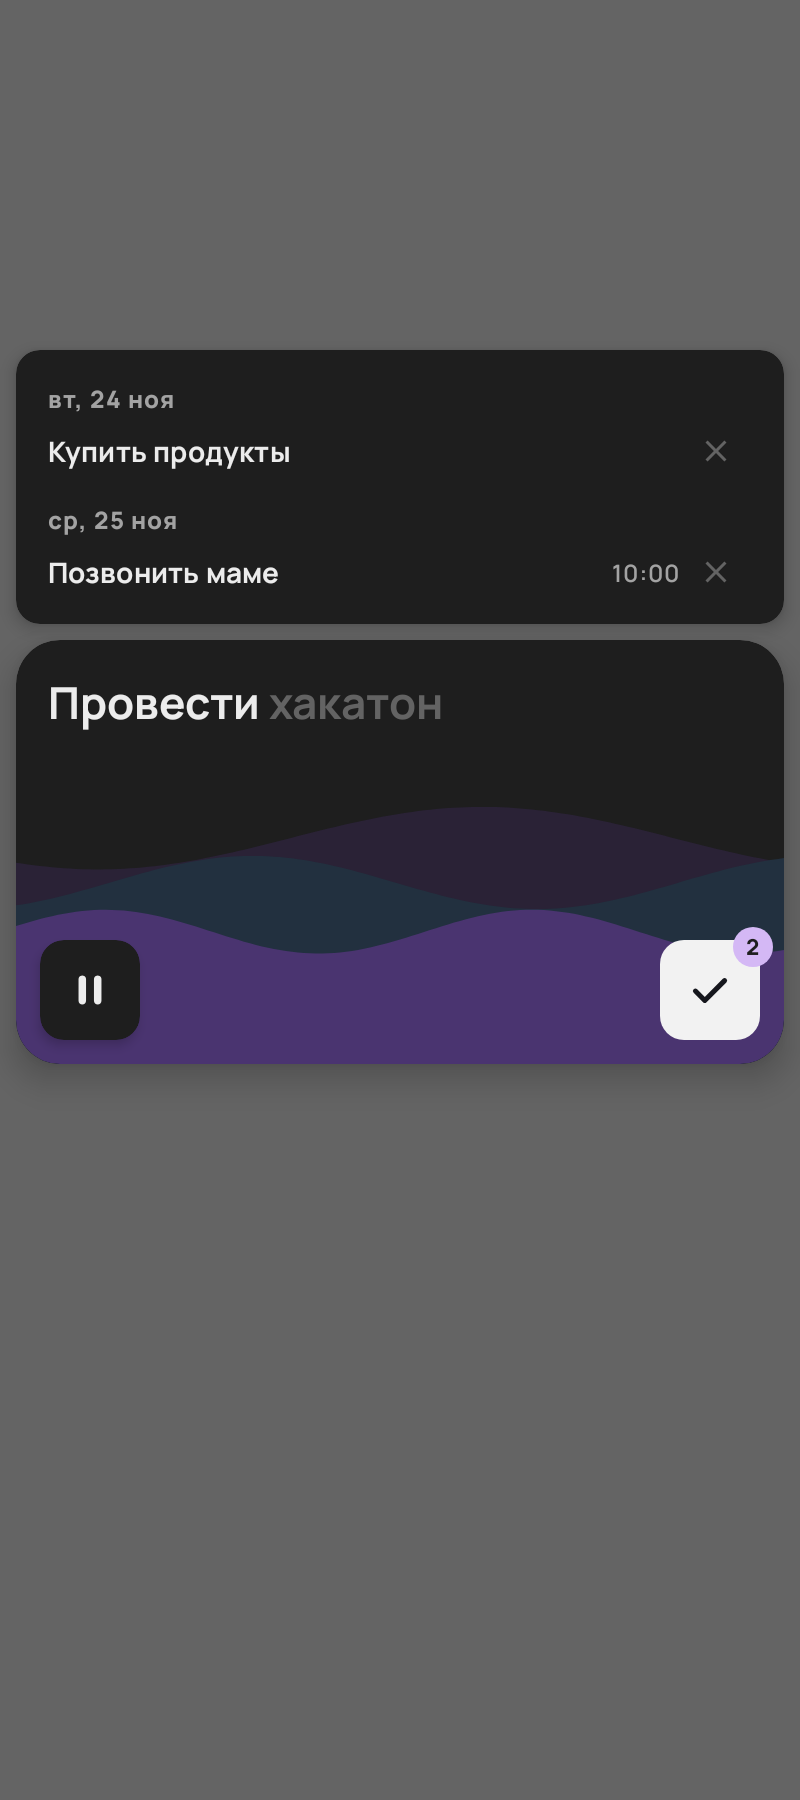 вт, 24 ноя
Купить продукты
ср, 25 ноя
Позвонить маме 10:00
Провести хакатон
2